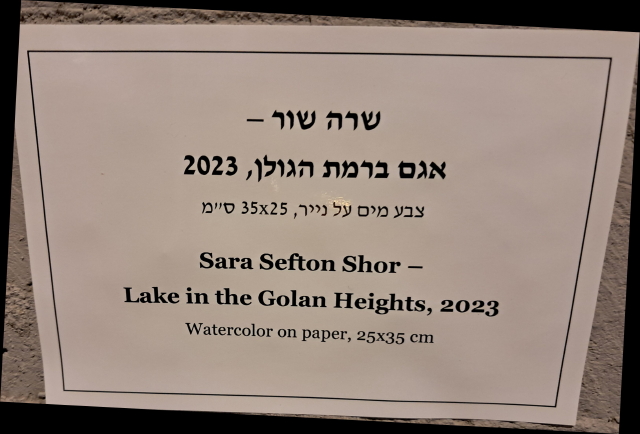 שרה שור –
אגם ברמת הגולן, 2023
צבע מים על נייר, 35x25 ס״מ
Sara Sefton Shor –
Lake in the Golan Heights, 2023
Watercolor on paper, 25x35 cm